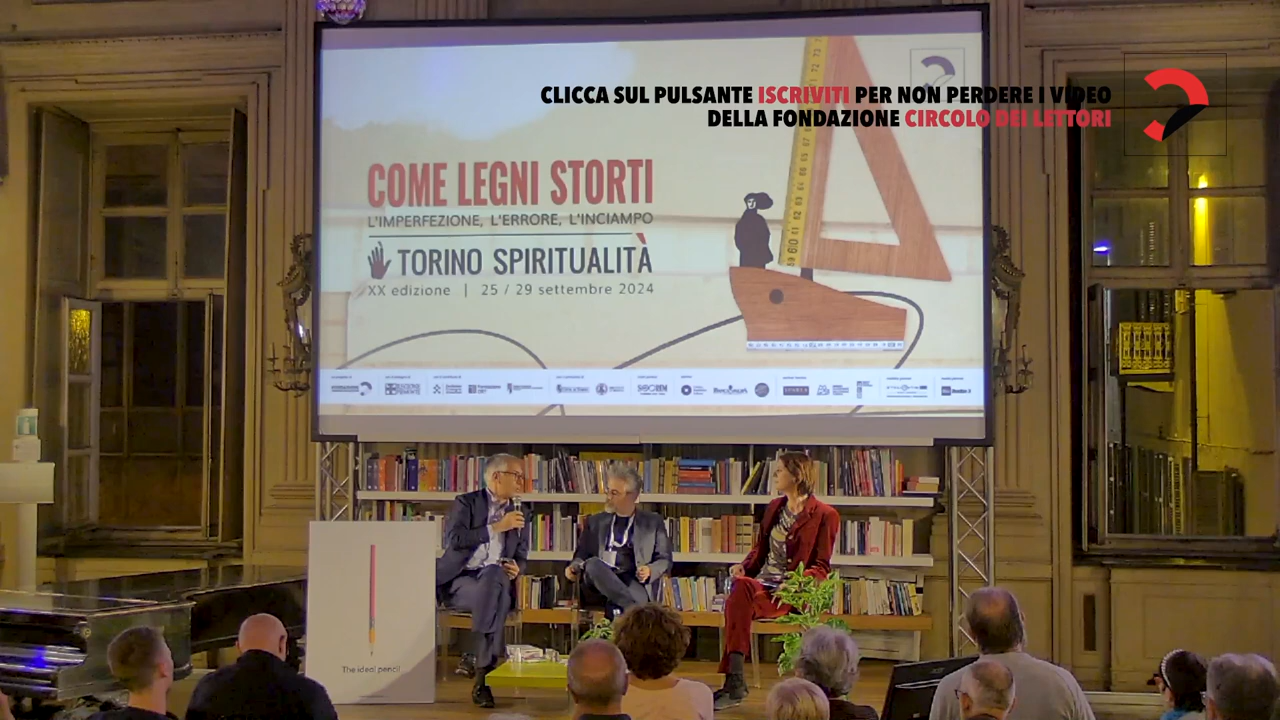 CLICCA SUL PULSANTE ISCRIVITI PER NON PERDERE I VIDEO
DELLA FONDAZIONE CIRCOLO DEI LETTORI
COME LEGNI STORTI
L'IMPERFEZIONE, L'ERRORE, L'INCIAMPO
TORINO SPIRITUALITÀ
XX edizione | 25 / 29 settembre 2024
The ideal pencil